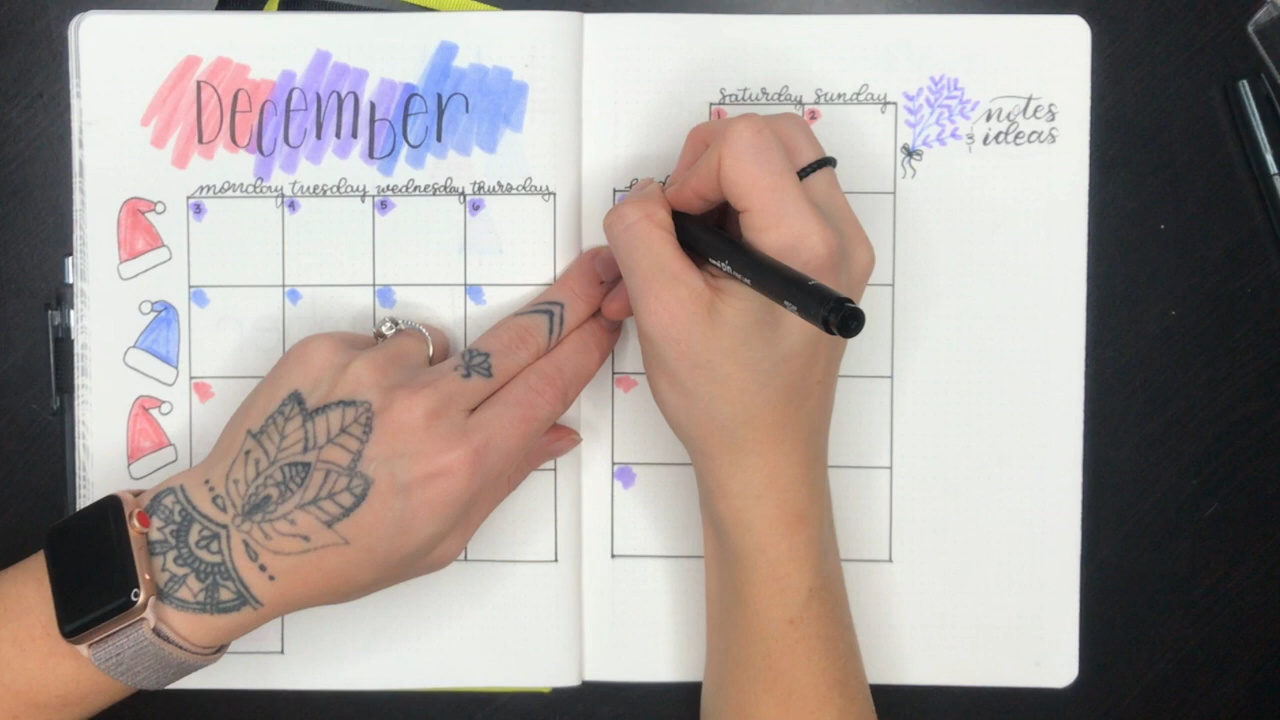 December
saturday sunday
notes
& ideas
monday tuesday wednesday thursday
1 2
3 4 5 6